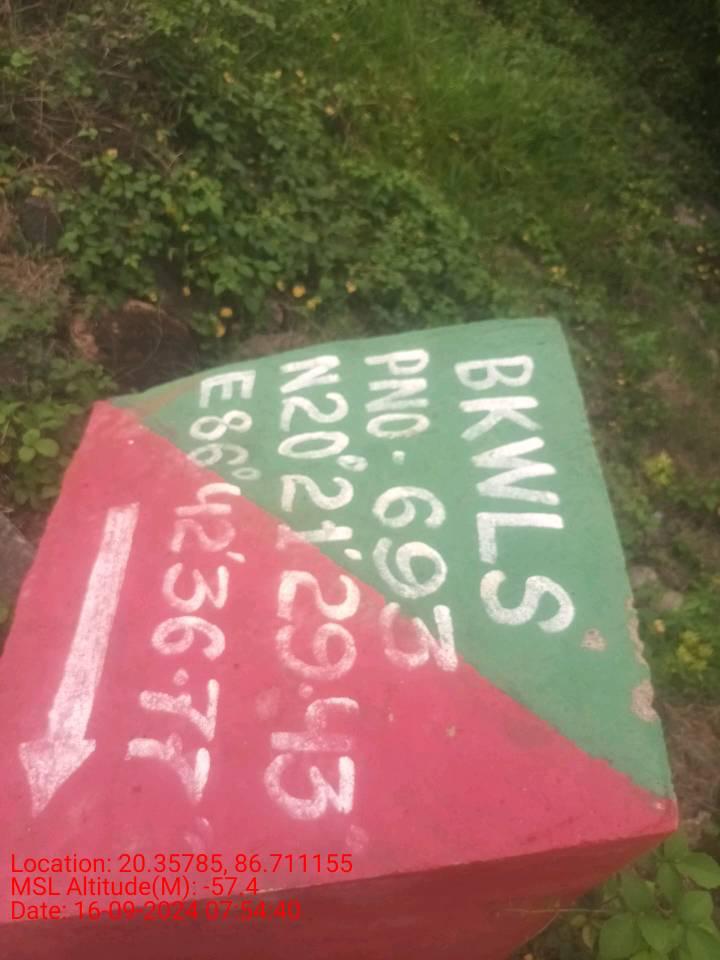 BKWLS
PNO. 693
N20°21'29.43
E86°42'36.77
Location: 20.35785, 86.711155
MSL Altitude(M): -57.4
Date: 16-09-2024 07:54:40